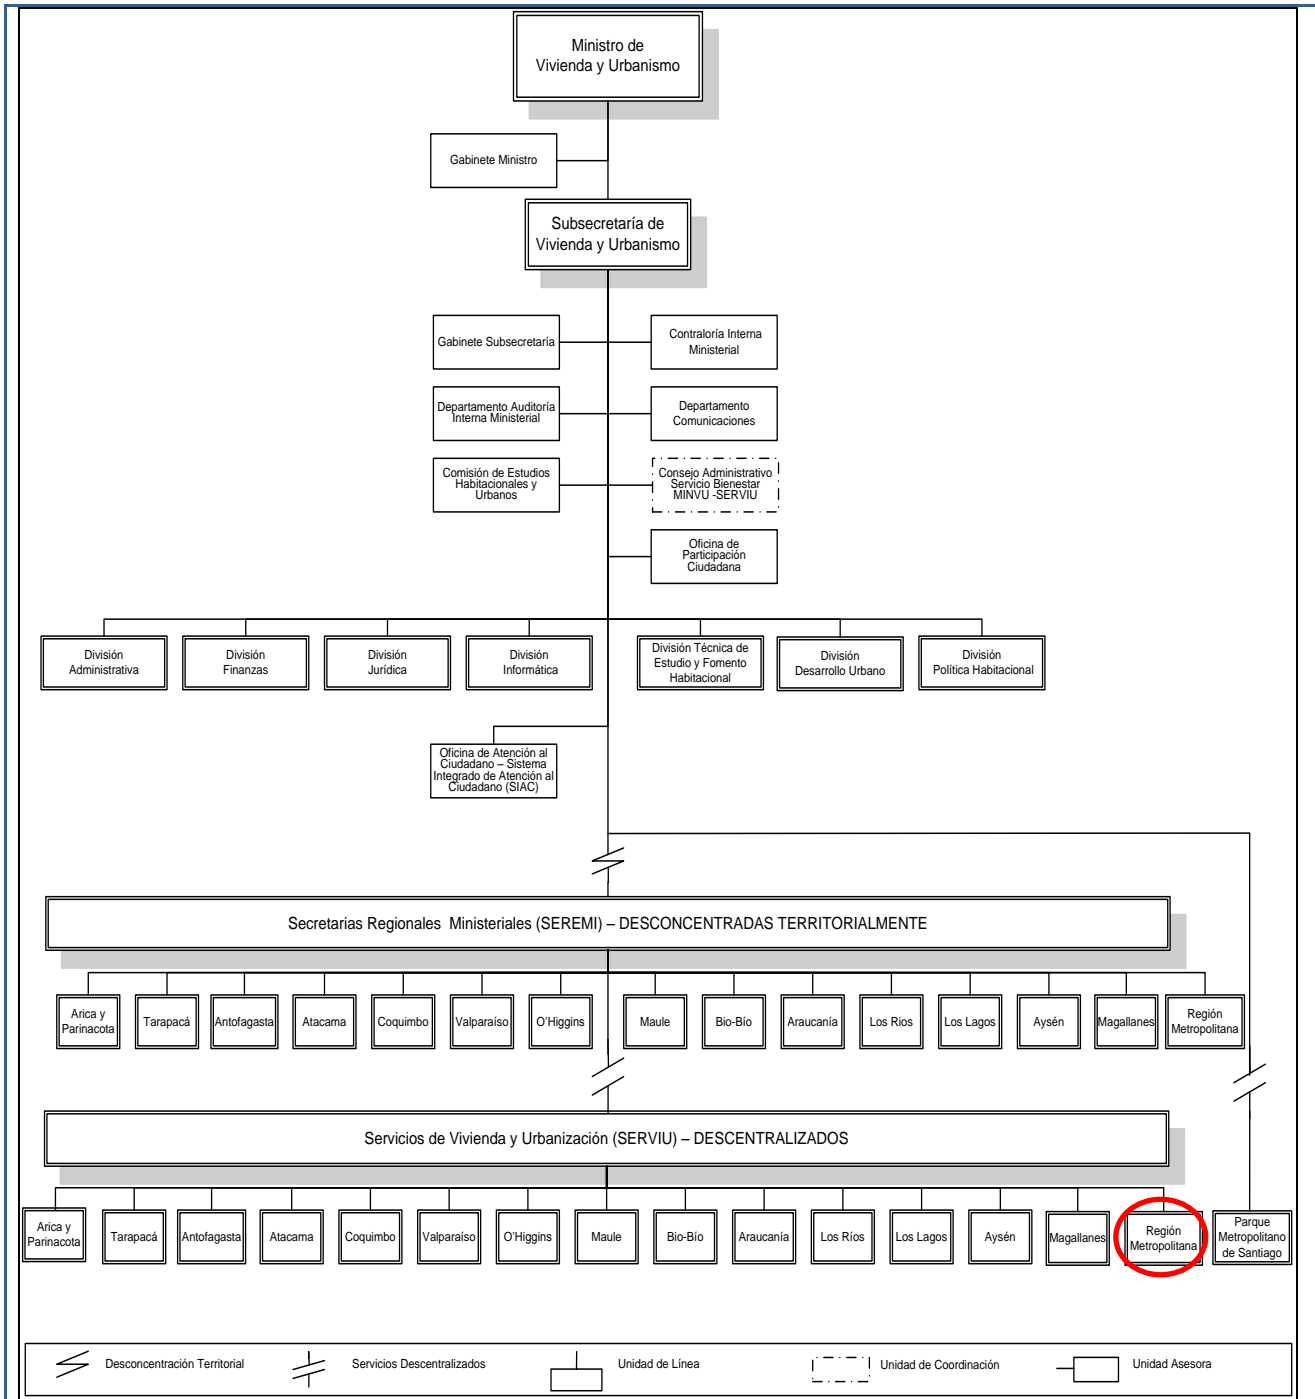 Ministro de
Vivienda y Urbanismo
Gabinete Ministro
Subsecretaría de
Vivienda y Urbanismo
Gabinete Subsecretaría
Contraloría Interna
Ministerial
Departamento Auditoría
Interna Ministerial
Departamento
Comunicaciones
Comisión de Estudios
Habitacionales y
Urbanos
Consejo Administrativo
Servicio Bienestar
MINVU -SERVIU
Oficina de
Participación
Ciudadana
División
Administrativa
División
Finanzas
División
Jurídica
División
Informática
División Técnica de
Estudio y Fomento
Habitacional
División
Desarrollo Urbano
División
Política Habitacional
Oficina de Atención al
Ciudadano – Sistema
Integrado de Atención al
Ciudadano (SIAC)
Secretarias Regionales  Ministeriales (SEREMI) – DESCONCENTRADAS TERRITORIALMENTE
Arica y
Parinacota
Tarapacá
Antofagasta
Atacama
Coquimbo
Valparaíso
O'Higgins
Maule
Bio-Bío
Araucanía
Los Rios
Los Lagos
Aysén
Magallanes
Región
Metropolitana
Servicios de Vivienda y Urbanización (SERVIU) – DESCENTRALIZADOS
Arica y
Parinacota
Tarapacá
Antofagasta
Atacama
Coquimbo
Valparaíso
O'Higgins
Maule
Bio-Bío
Araucanía
Los Ríos
Los Lagos
Aysén
Magallanes
Región
Metropolitana
Parque
Metropolitano
de Santiago
Desconcentración Territorial
Servicios Descentralizados
Unidad de Línea
Unidad de Coordinación
Unidad Asesora